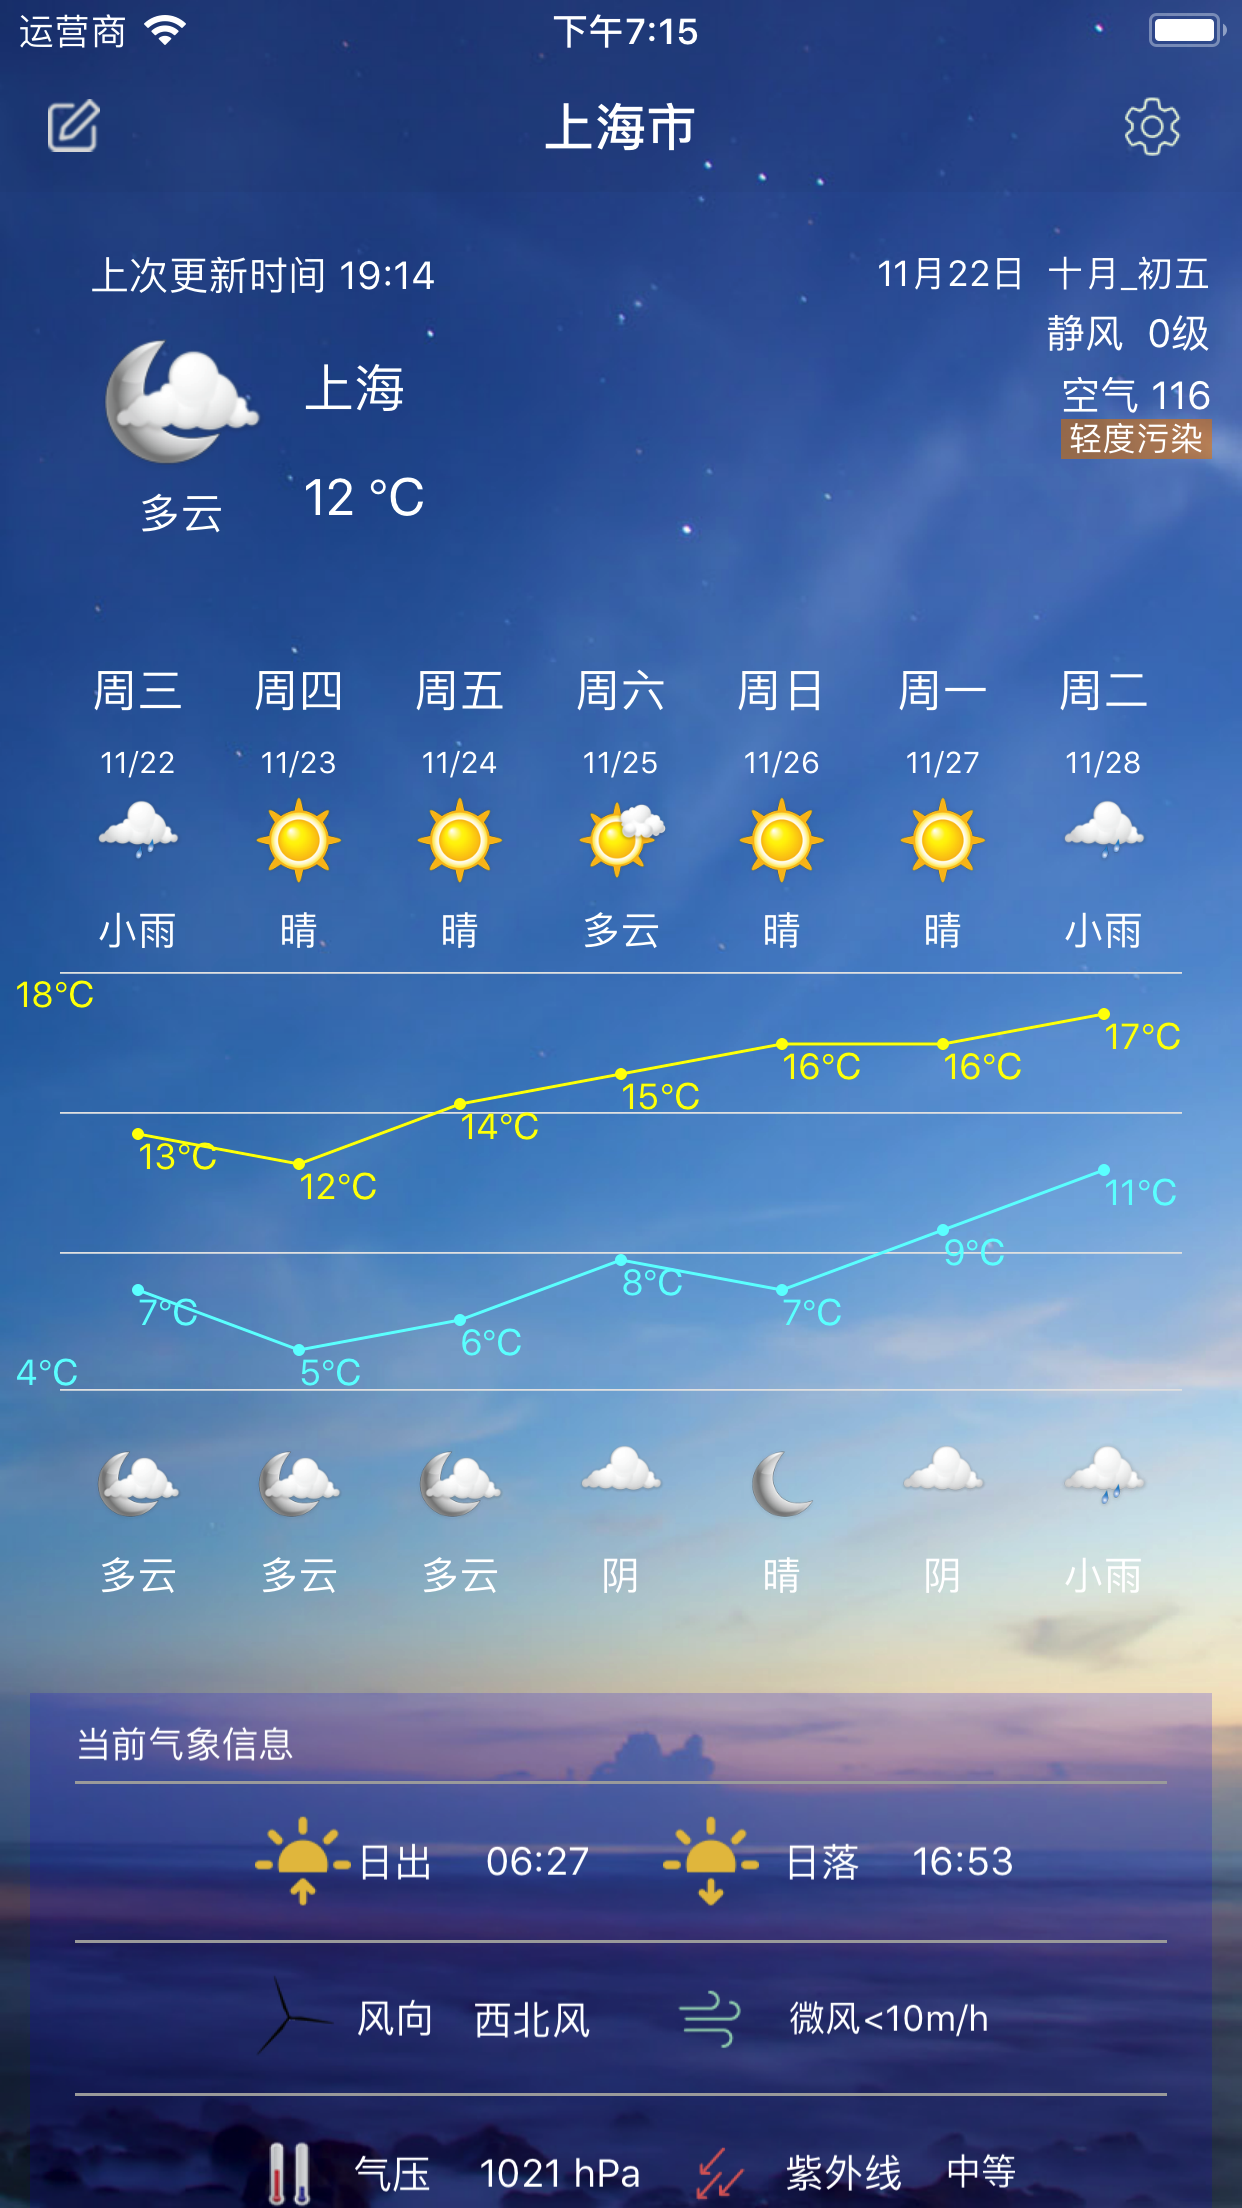 运营商 下午7:15
上海市
上次更新时间 19:14
11月22日 十月_初五
静风 0级
空气 116
轻度污染
上海
12 °C
多云
周三 周四 周五 周六 周日 周一 周二
11/22 11/23 11/24 11/25 11/26 11/27 11/28
小雨 晴 晴 多云 晴 晴 小雨
18°C
13°C 12°C 14°C 15°C 16°C 16°C 17°C
7°C 5°C 6°C 8°C 7°C 9°C 11°C
4°C
多云 多云 多云 阴 晴 阴 小雨
当前气象信息
日出 06:27 日落 16:53
风向 西北风 微风<10m/h
气压 1021 hPa 紫外线 中等